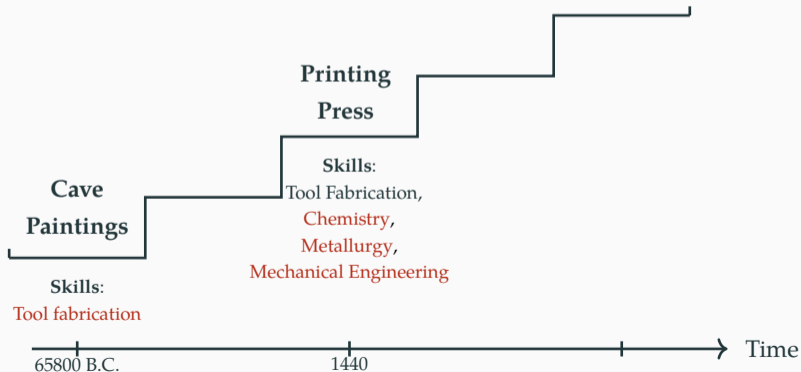 Printing
Press
Skills:
Tool Fabrication,
Chemistry,
Metallurgy,
Mechanical Engineering
Cave
Paintings
Skills:
Tool fabrication
65800 B.C.
1440
Time